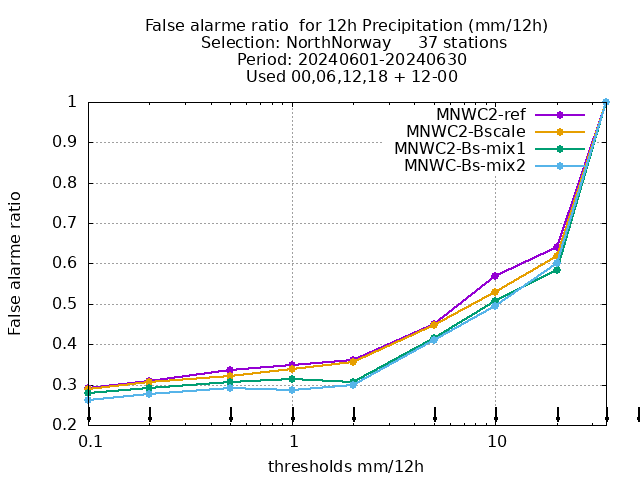 False alarme ratio  for 12h Precipitation (mm/12h)
Selection: NorthNorway     37 stations
Period: 20240601-20240630
Used 00,06,12,18 + 12-00
MNWC2-ref
MNWC2-Bscale
MNWC2-Bs-mix1
MNWC-Bs-mix2
False alarme ratio
1
0.9
0.8
0.7
0.6
0.5
0.4
0.3
0.2
0.1 1 10
thresholds mm/12h